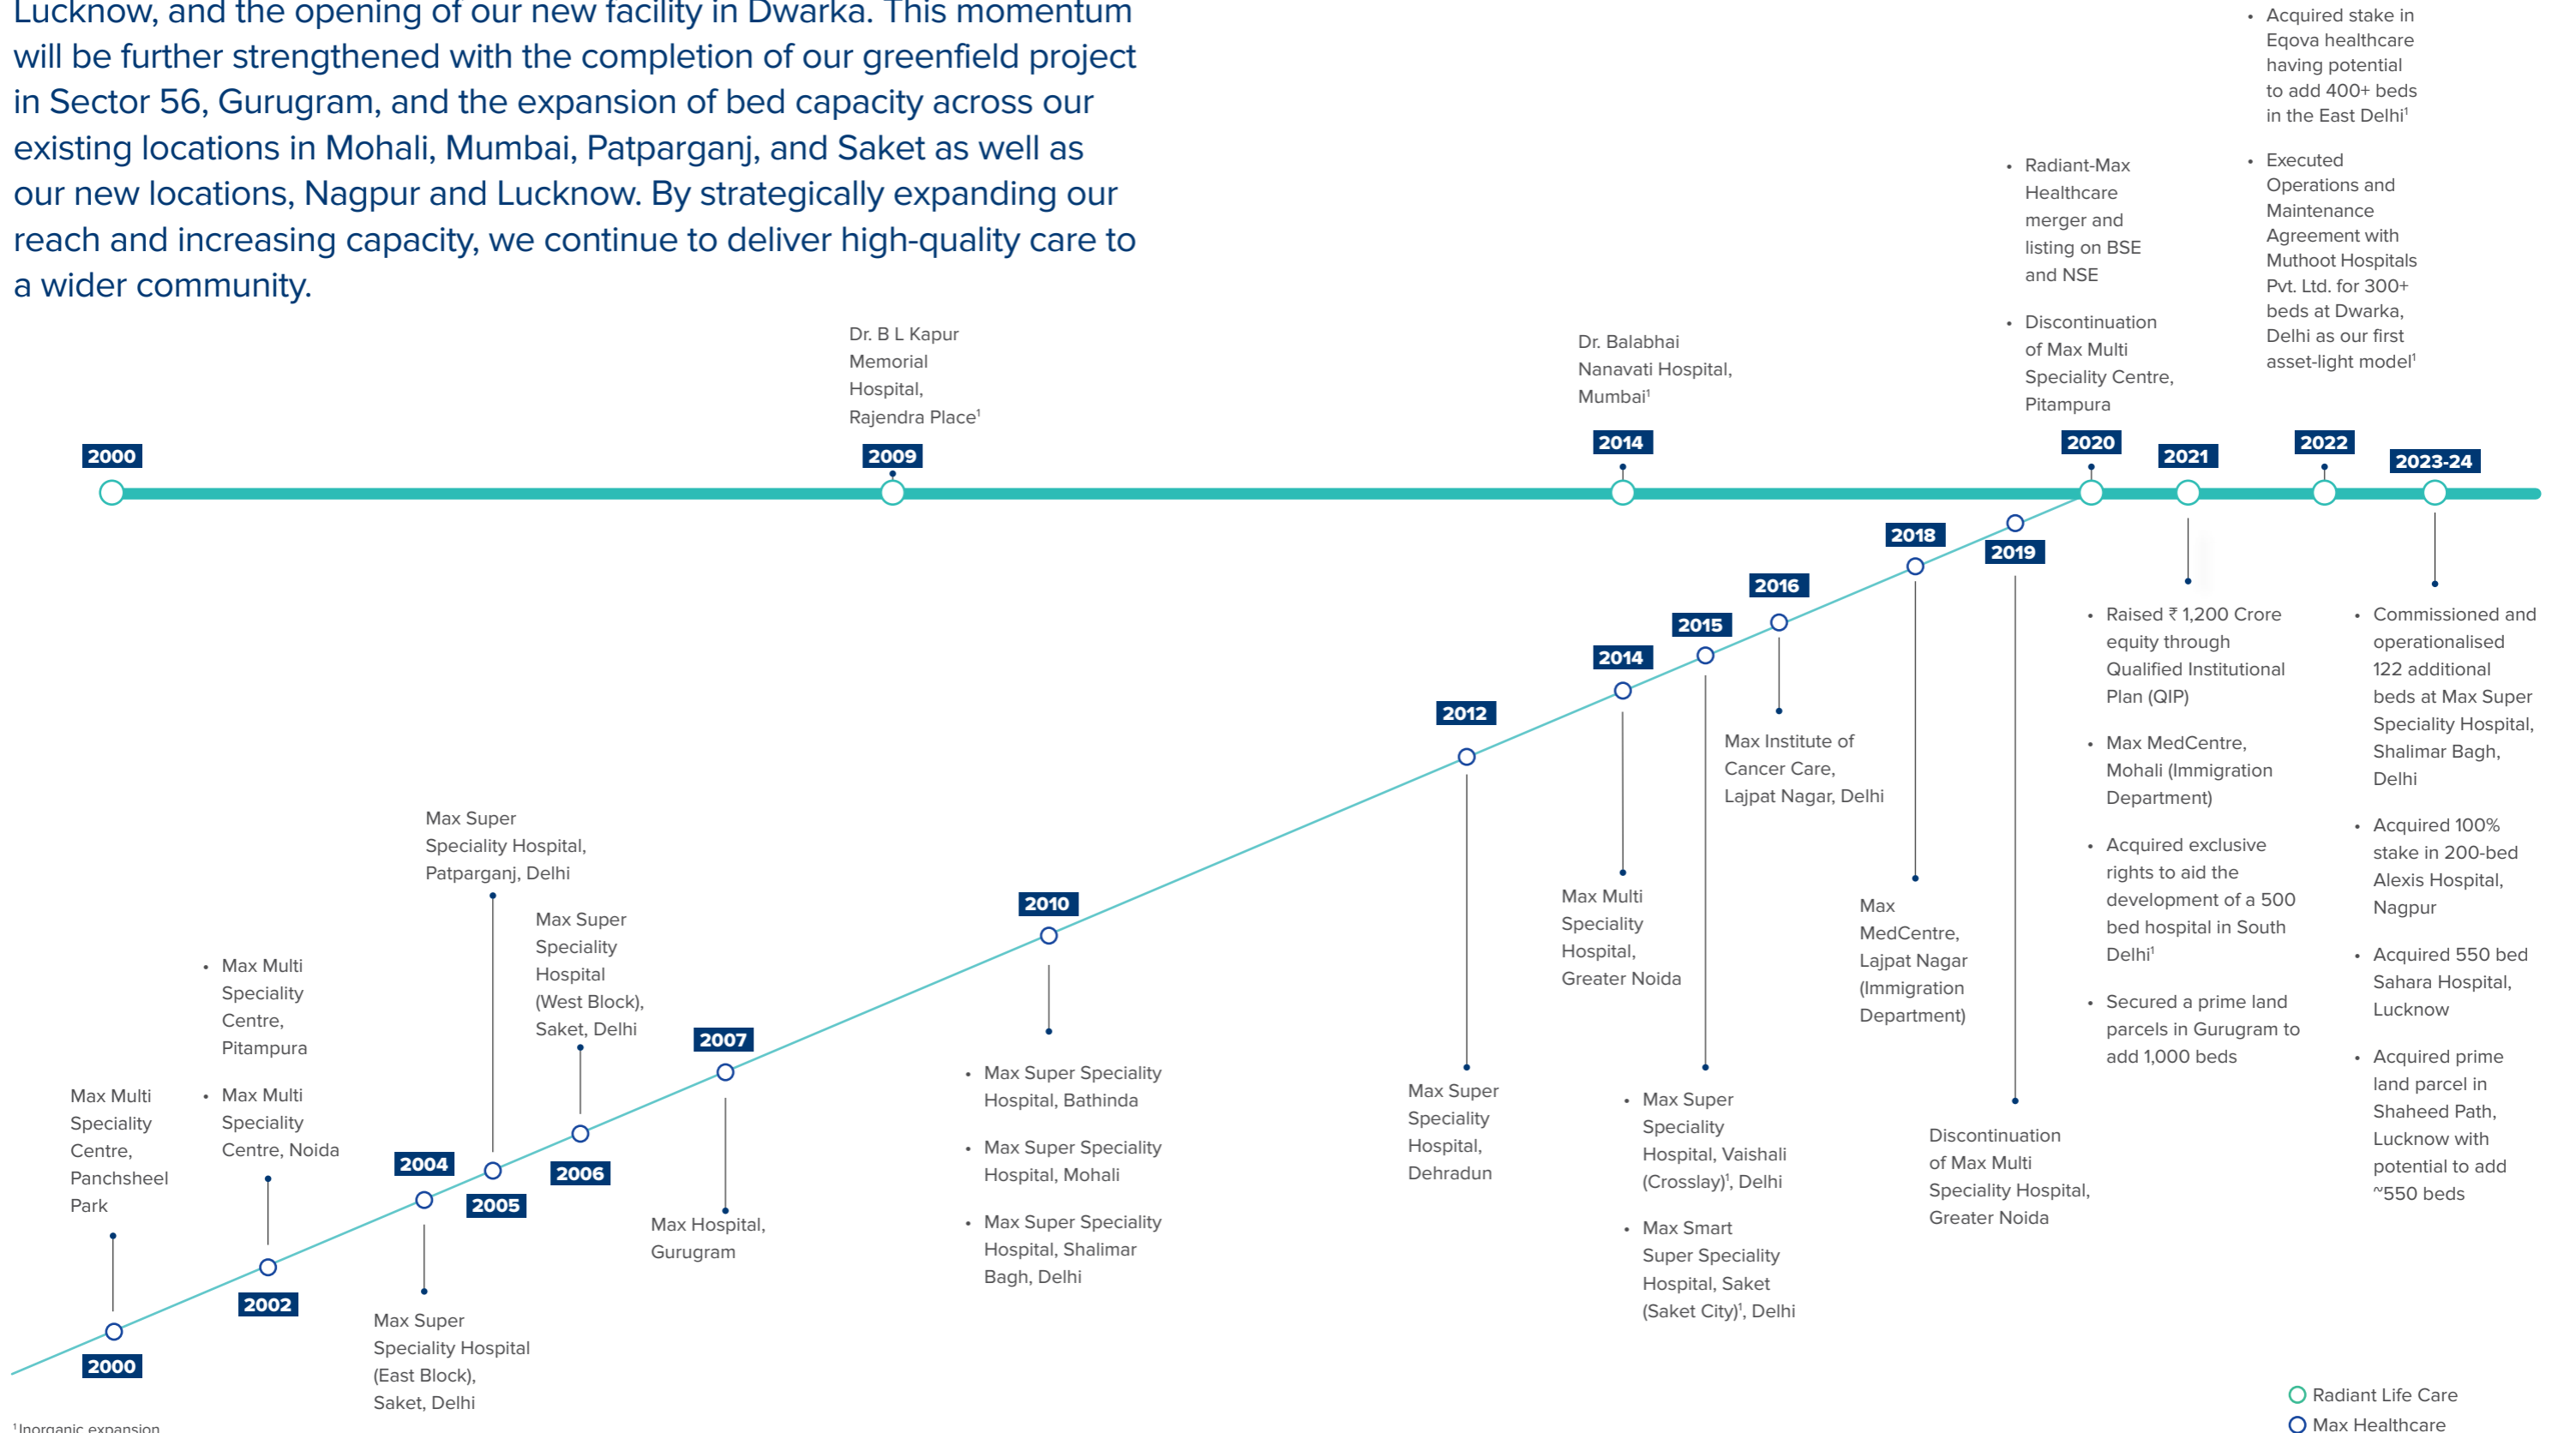 Lucknow, and the opening of our new facility in Dwarka. This momentum
will be further strengthened with the completion of our greenfield project
in Sector 56, Gurugram, and the expansion of bed capacity across our
existing locations in Mohali, Mumbai, Patparganj, and Saket as well as
our new locations, Nagpur and Lucknow. By strategically expanding our
reach and increasing capacity, we continue to deliver high-quality care to
a wider community.
2000
Dr. B L Kapur
Memorial
Hospital,
Rajendra Place¹
2009
Dr. Balabhai
Nanavati Hospital,
Mumbai¹
2014
• Radiant-Max
Healthcare
merger and
listing on BSE
and NSE
• Discontinuation
of Max Multi
Speciality Centre,
Pitampura
2020
2021
• Acquired stake in
Eqova healthcare
having potential
to add 400+ beds
in the East Delhi¹
• Executed
Operations and
Maintenance
Agreement with
Muthoot Hospitals
Pvt. Ltd. for 300+
beds at Dwarka,
Delhi as our first
asset-light model¹
2022
2023-24
Max Multi
Speciality
Centre,
Panchsheel
Park
2000
• Max Multi
Speciality
Centre,
Pitampura
• Max Multi
Speciality
Centre, Noida
2002
2004
Max Super
Speciality Hospital
(East Block),
Saket, Delhi
Max Super
Speciality Hospital,
Patparganj, Delhi
2005
Max Super
Speciality
Hospital
(West Block),
Saket, Delhi
2006
2007
Max Hospital,
Gurugram
2010
• Max Super Speciality
Hospital, Bathinda
• Max Super Speciality
Hospital, Mohali
• Max Super Speciality
Hospital, Shalimar
Bagh, Delhi
2012
Max Super
Speciality
Hospital,
Dehradun
2014
Max Multi
Speciality
Hospital,
Greater Noida
2015
• Max Super
Speciality
Hospital, Vaishali
(Crosslay)¹, Delhi
• Max Smart
Super Speciality
Hospital, Saket
(Saket City)¹, Delhi
2016
Max Institute of
Cancer Care,
Lajpat Nagar, Delhi
2018
Max
MedCentre,
Lajpat Nagar
(Immigration
Department)
2019
Discontinuation
of Max Multi
Speciality Hospital,
Greater Noida
• Raised ₹ 1,200 Crore
equity through
Qualified Institutional
Plan (QIP)
• Max MedCentre,
Mohali (Immigration
Department)
• Acquired exclusive
rights to aid the
development of a 500
bed hospital in South
Delhi¹
• Secured a prime land
parcels in Gurugram to
add 1,000 beds
• Commissioned and
operationalised
122 additional
beds at Max Super
Speciality Hospital,
Shalimar Bagh,
Delhi
• Acquired 100%
stake in 200-bed
Alexis Hospital,
Nagpur
• Acquired 550 bed
Sahara Hospital,
Lucknow
• Acquired prime
land parcel in
Shaheed Path,
Lucknow with
potential to add
~550 beds
¹ Inorganic expansion
Radiant Life Care
Max Healthcare